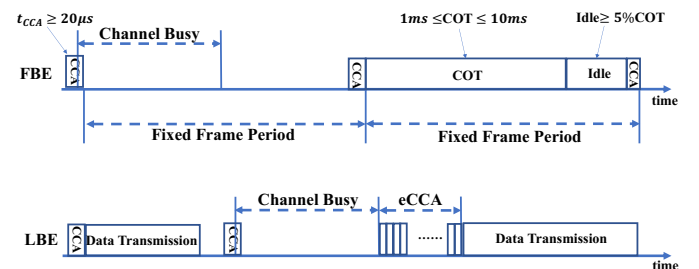 t_CCA ≥ 20μs
Channel Busy
1ms ≤COT ≤ 10ms
Idle≥ 5%COT
FBE
CCA
CCA
COT
Idle
CCA
time
Fixed Frame Period
Fixed Frame Period
Channel Busy
eCCA
LBE
CCA
Data Transmission
CCA
......
Data Transmission
time